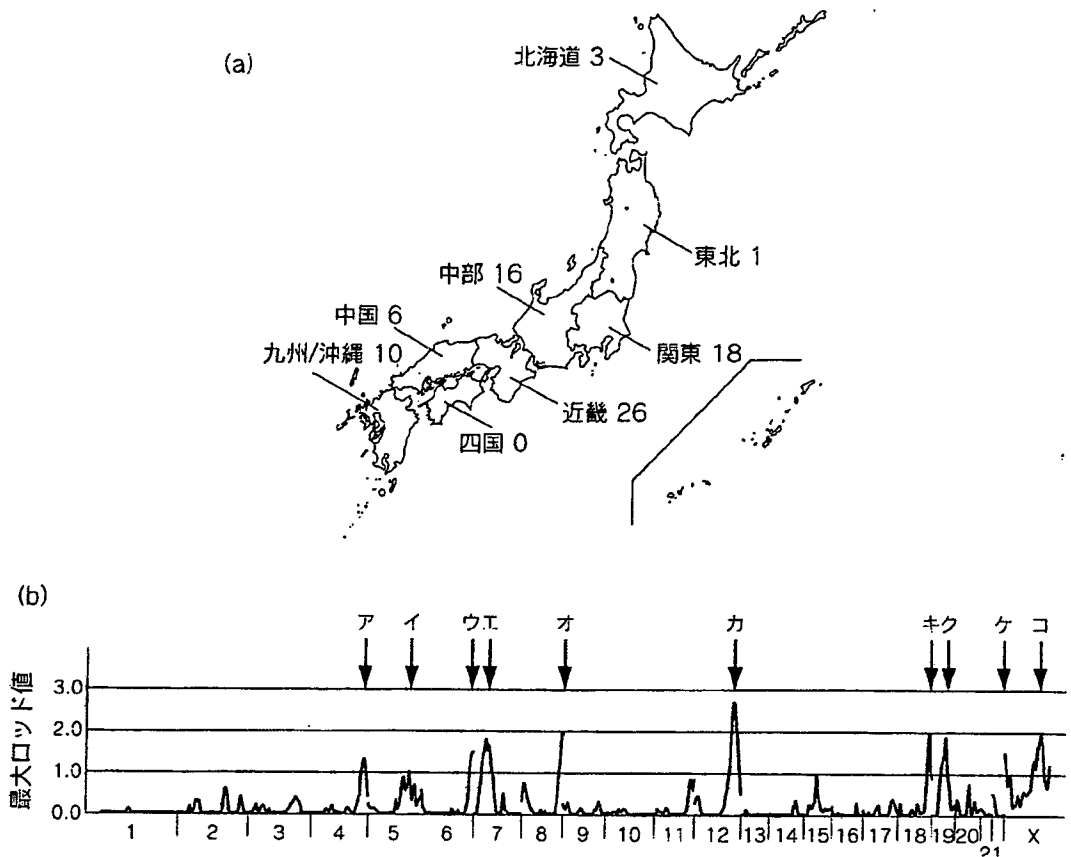 (a)
北海道 3
東北 1
中部 16
中国 6
九州/沖縄 10
関東 18
近畿 26
四国 0
(b)
ア イ ウ エ オ カ キ ク ケ コ
最大ロッド値
3.0
2.0
1.0
0.0
1 2 3 4 5 6 7 8 9 10 11 12 13 14 15 16 17 18 19 20 21 X